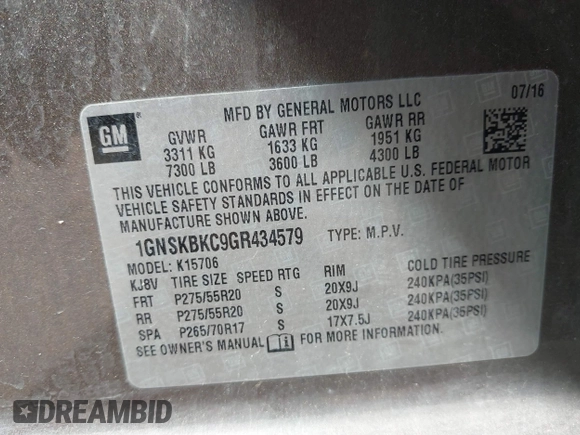 07/16
MFD BY GENERAL MOTORS LLC
GM
GVWR GAWR FRT GAWR RR
3311 KG 1633 KG 1951 KG
7300 LB 3600 LB 4300 LB
THIS VEHICLE CONFORMS TO ALL APPLICABLE U.S. FEDERAL MOTOR
VEHICLE SAFETY STANDARDS IN EFFECT ON THE DATE OF
MANUFACTURE SHOWN ABOVE.
1GNSKBKC9GR434579 TYPE: M.P.V.
MODEL: K15706
KJ8V TIRE SIZE SPEED RTG RIM COLD TIRE PRESSURE
FRT P275/55R20 S 20X9J 240KPA(35PSI)
RR P275/55R20 S 20X9J 240KPA(35PSI)
SPA P265/70R17 S 17X7.5J 240KPA(35PSI)
SEE OWNER'S MANUAL FOR MORE INFORMATION.
DREAMBID